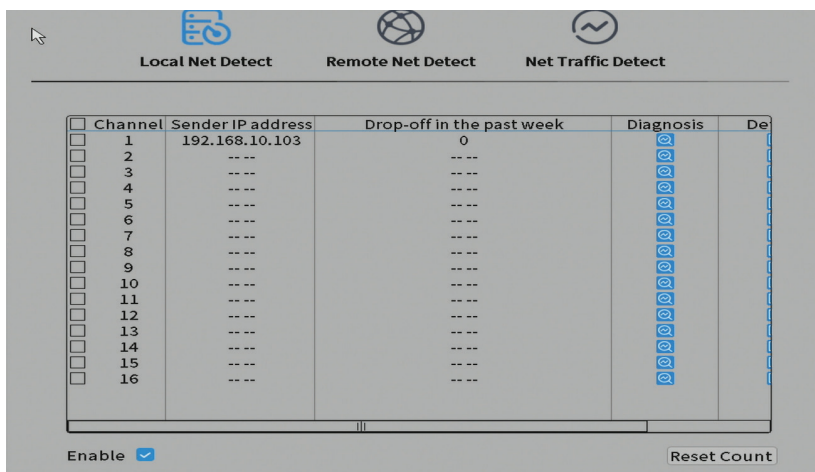 Local Net Detect Remote Net Detect Net Traffic Detect
Channel Sender IP address Drop-off in the past week Diagnosis
1 192.168.10.103 0
2 -- -- -- --
3 -- -- -- --
4 -- -- -- --
5 -- -- -- --
6 -- -- -- --
7 -- -- -- --
8 -- -- -- --
9 -- -- -- --
10 -- -- -- --
11 -- -- -- --
12 -- -- -- --
13 -- -- -- --
14 -- -- -- --
15 -- -- -- --
16 -- -- -- --
Enable Reset Count